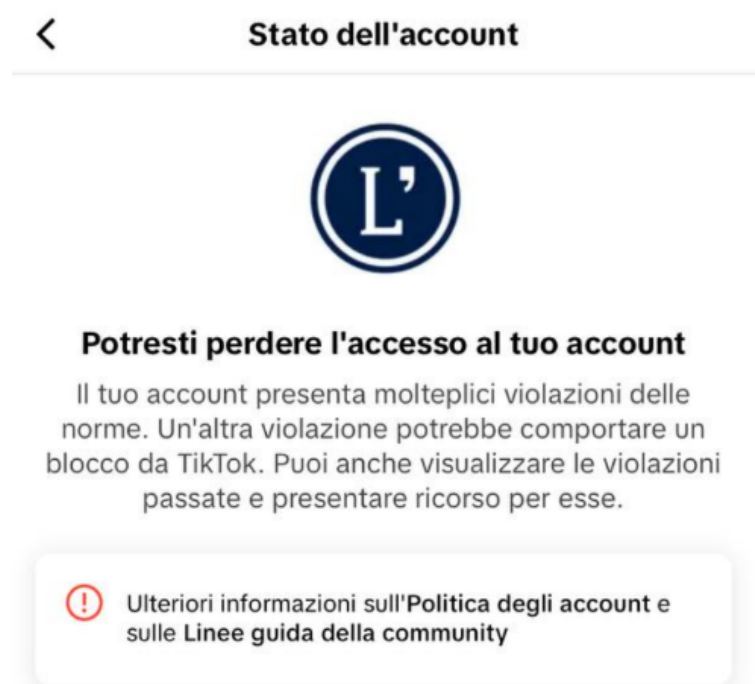 Stato dell'account
L’
Potresti perdere l'accesso al tuo account
Il tuo account presenta molteplici violazioni delle
norme. Un'altra violazione potrebbe comportare un
blocco da TikTok. Puoi anche visualizzare le violazioni
passate e presentare ricorso per esse.
Ulteriori informazioni sull'Politica degli account e
sulle Linee guida della community